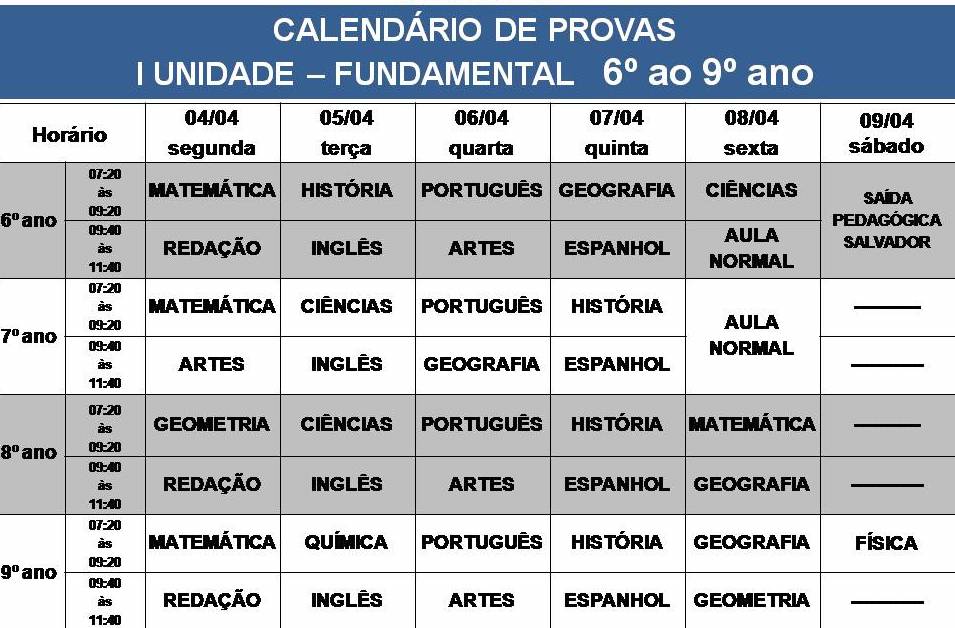 CALENDÁRIO DE PROVAS
I UNIDADE – FUNDAMENTAL 6º ao 9º ano
Horário 04/04 segunda 05/04 terça 06/04 quarta 07/04 quinta 08/04 sexta 09/04 sábado
6º ano
07:20 às 09:20 MATEMÁTICA HISTÓRIA PORTUGUÊS GEOGRAFIA CIÊNCIAS SAÍDA PEDAGÓGICA SALVADOR
09:40 às 11:40 REDAÇÃO INGLÊS ARTES ESPANHOL AULA NORMAL
7º ano
07:20 às 09:20 MATEMÁTICA CIÊNCIAS PORTUGUÊS HISTÓRIA AULA NORMAL ———
09:40 às 11:40 ARTES INGLÊS GEOGRAFIA ESPANHOL ———
8º ano
07:20 às 09:20 GEOMETRIA CIÊNCIAS PORTUGUÊS HISTÓRIA MATEMÁTICA ———
09:40 às 11:40 REDAÇÃO INGLÊS ARTES ESPANHOL GEOGRAFIA ———
9º ano
07:20 às 09:20 MATEMÁTICA QUÍMICA PORTUGUÊS HISTÓRIA GEOGRAFIA FÍSICA
09:40 às 11:40 REDAÇÃO INGLÊS ARTES ESPANHOL GEOMETRIA ———